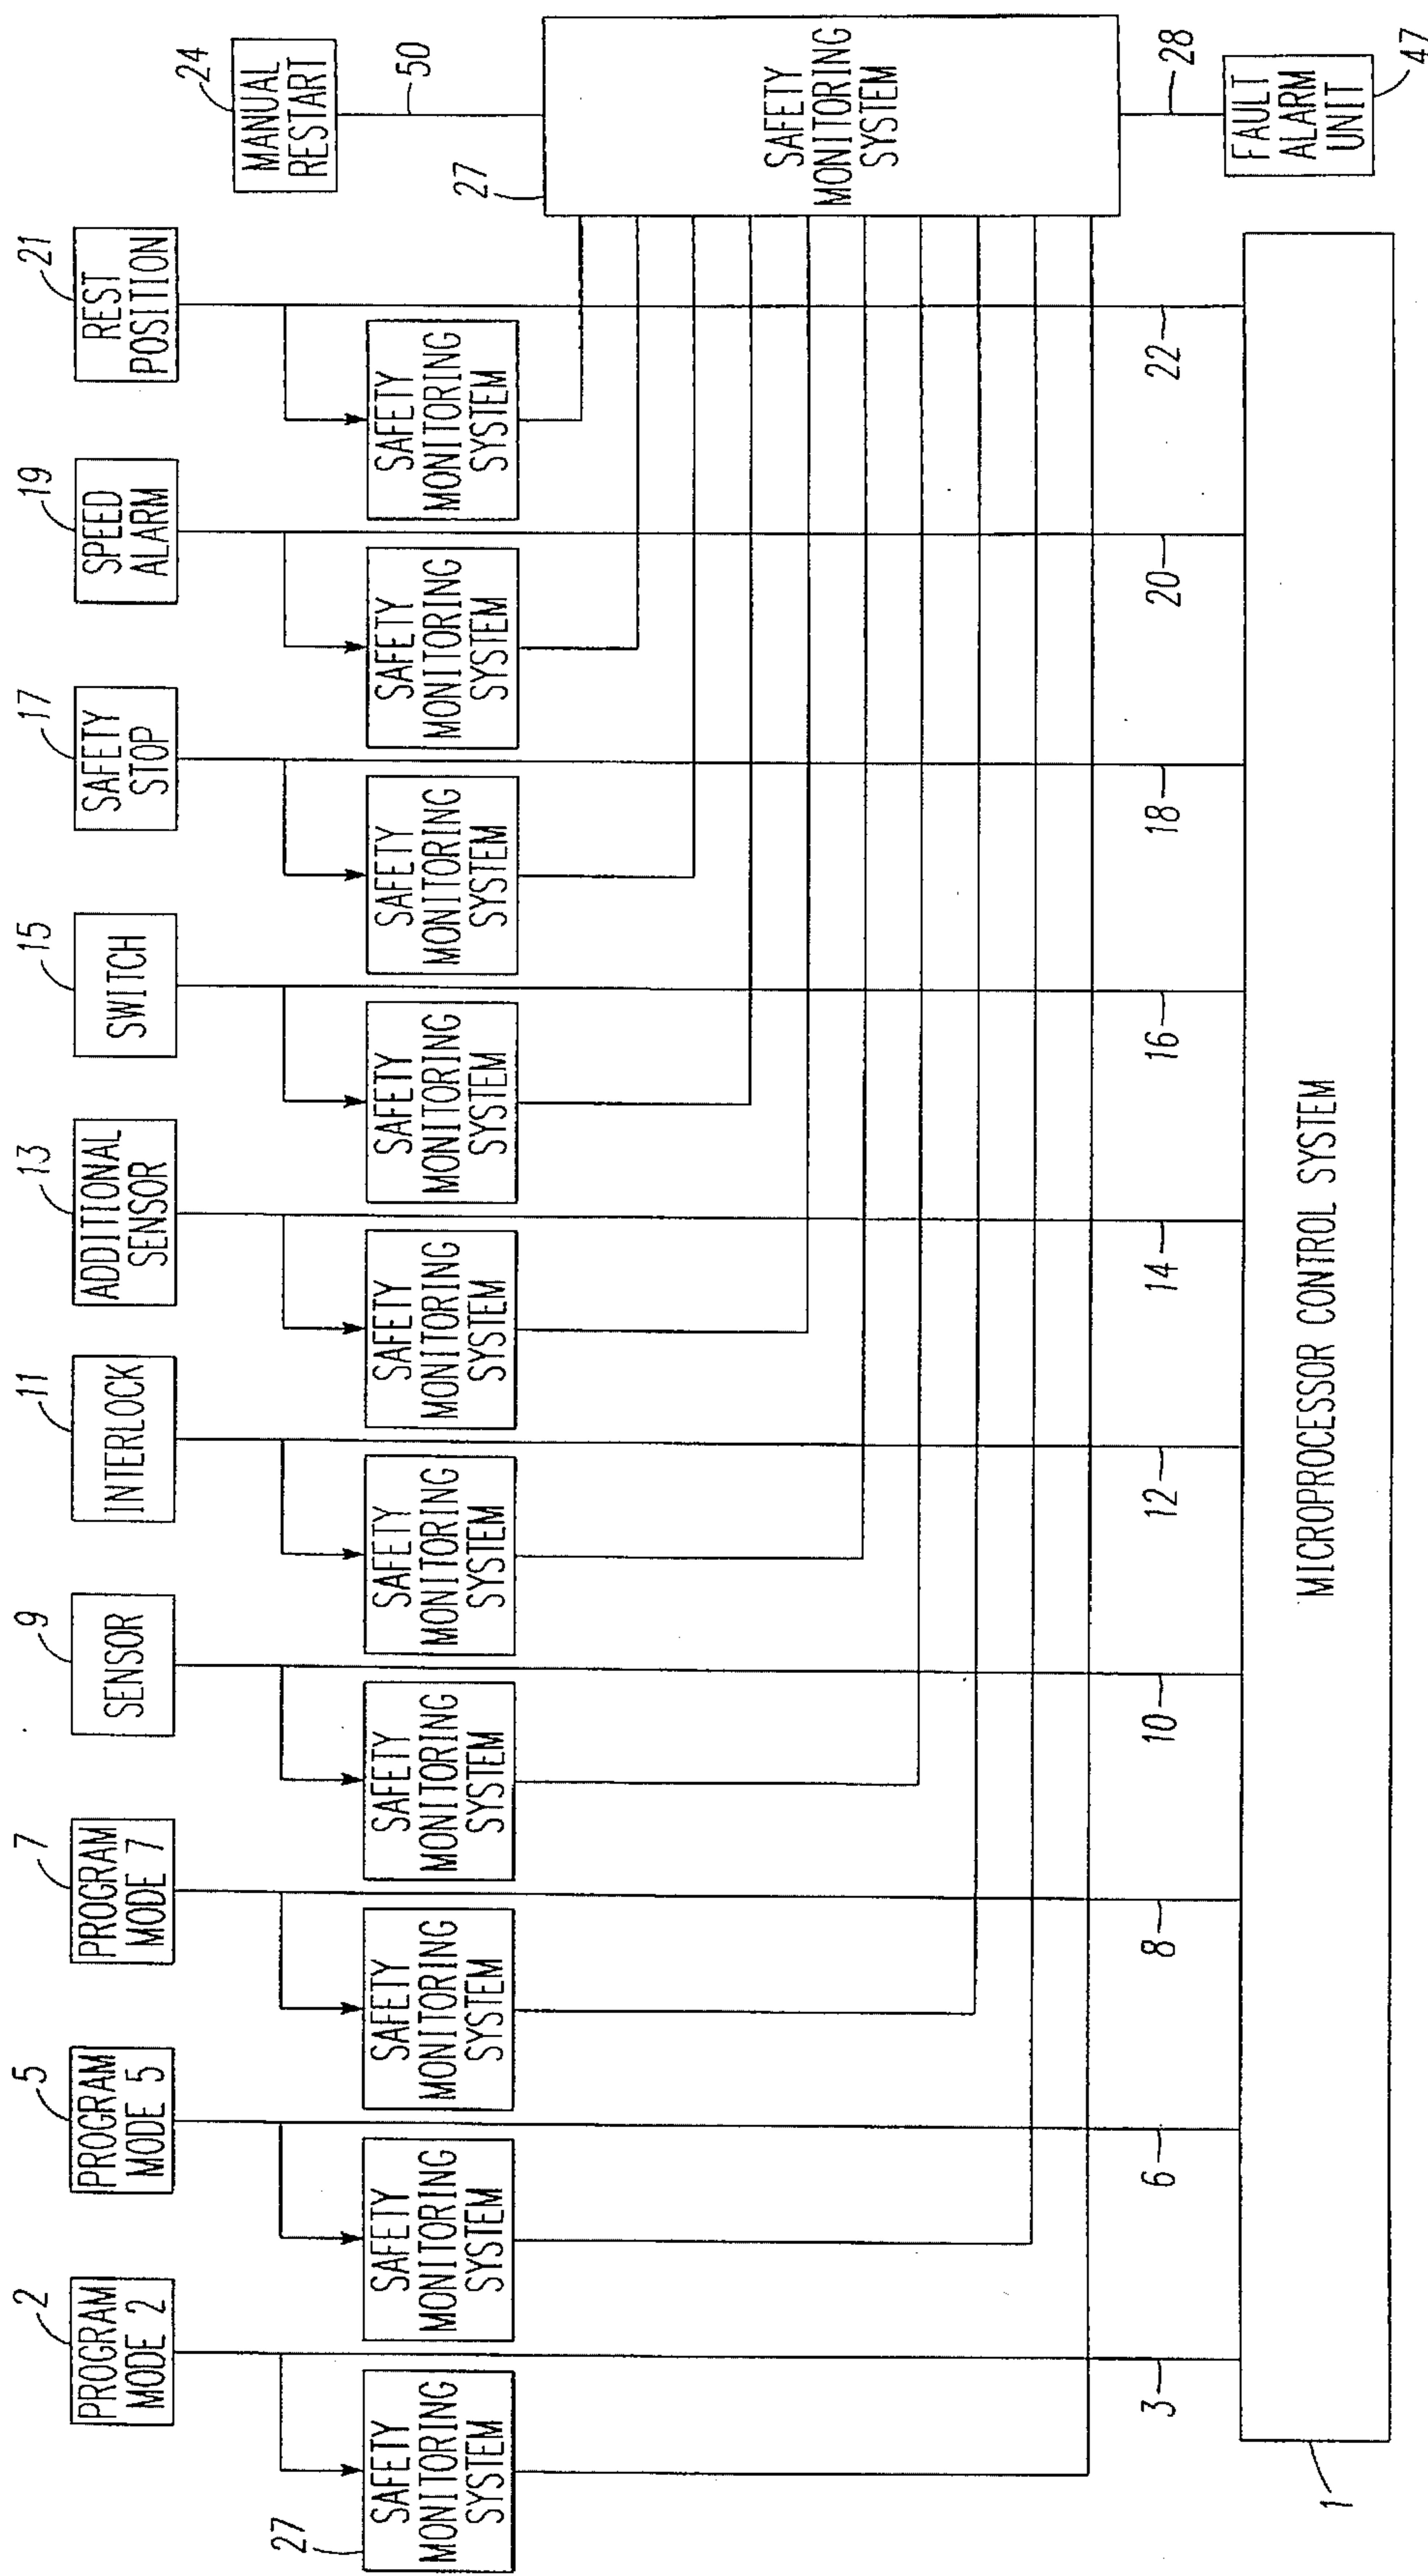 2
PROGRAM
MODE 2
5
PROGRAM
MODE 5
7
PROGRAM
MODE 7
9
SENSOR
11
INTERLOCK
13
ADDITIONAL
SENSOR
15
SWITCH
17
SAFETY
STOP
19
SPEED
ALARM
21
REST
POSITION
24
MANUAL
RESTART
50
27
SAFETY
MONITORING
SYSTEM
SAFETY
MONITORING
SYSTEM
SAFETY
MONITORING
SYSTEM
SAFETY
MONITORING
SYSTEM
SAFETY
MONITORING
SYSTEM
SAFETY
MONITORING
SYSTEM
SAFETY
MONITORING
SYSTEM
SAFETY
MONITORING
SYSTEM
SAFETY
MONITORING
SYSTEM
SAFETY
MONITORING
SYSTEM
27
SAFETY
MONITORING
SYSTEM
3
6
8
10
12
14
16
18
20
22
28
FAULT
ALARM
UNIT
47
1
MICROPROCESSOR CONTROL SYSTEM